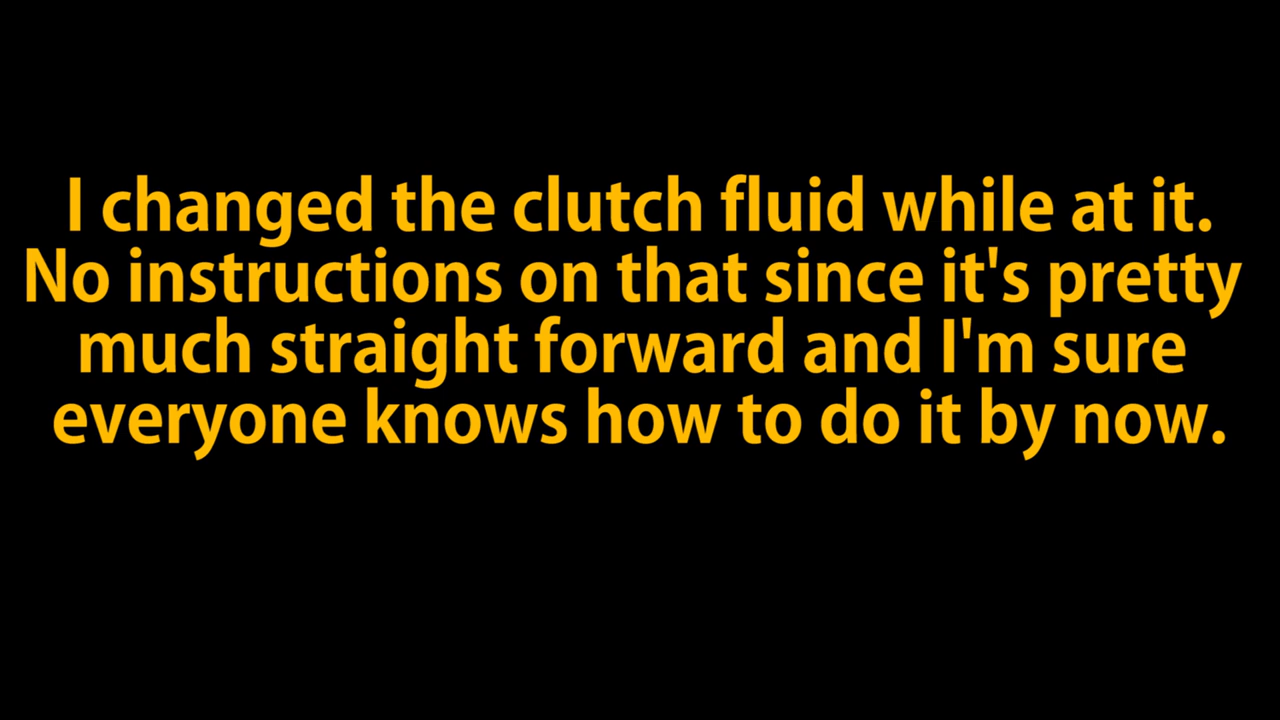 I changed the clutch fluid while at it.
No instructions on that since it's pretty
much straight forward and I'm sure
everyone knows how to do it by now.